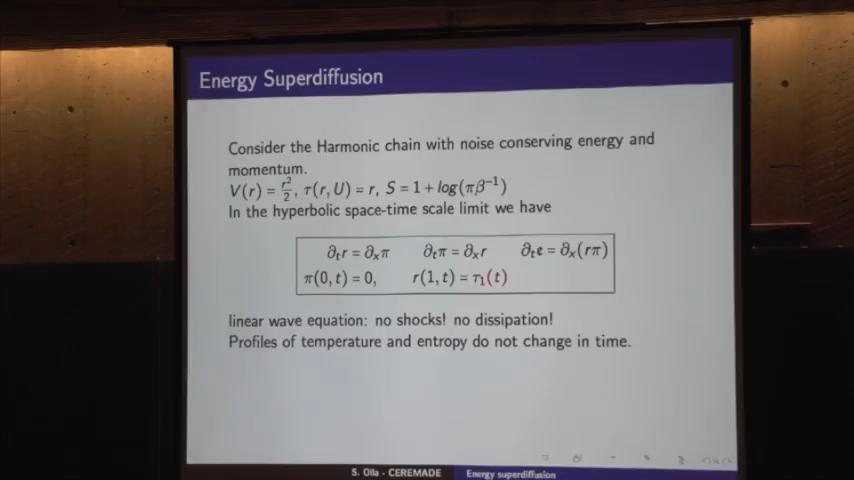 Energy Superdiffusion
Consider the Harmonic chain with noise conserving energy and
momentum.
V(r) = r²/2, τ(r, U) = r, S = 1 + log(πβ⁻¹)
In the hyperbolic space-time scale limit we have
∂ₜr = ∂ₓπ ∂ₜπ = ∂ₓr ∂ₜe = ∂ₓ(rπ)
π(0, t) = 0, r(1, t) = τ₁(t)
linear wave equation: no shocks! no dissipation!
Profiles of temperature and entropy do not change in time.
S. Olla - CEREMADE Energy superdiffusion